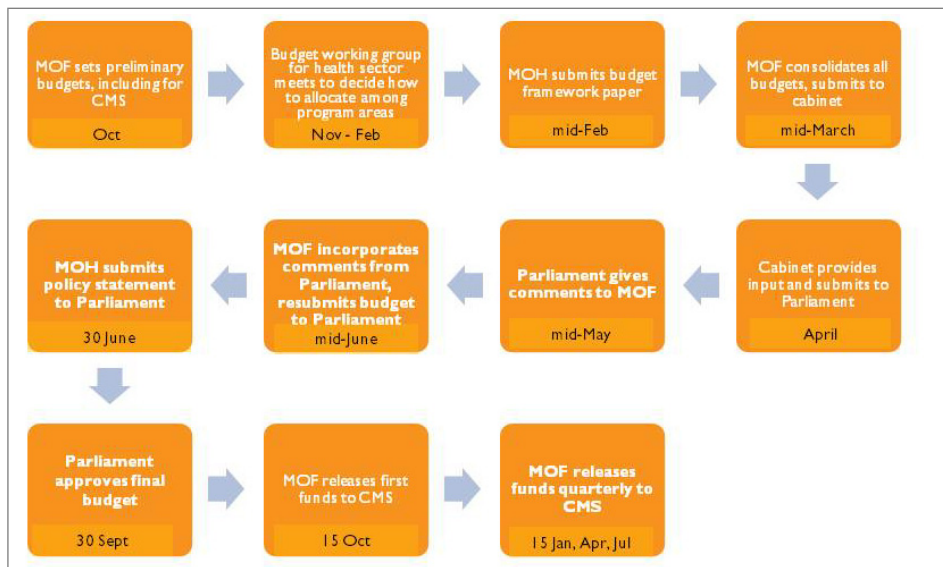 MOF sets preliminary
budgets, including for
CMS
Oct
Budget working group
for health sector
meets to decide how
to allocate among
program areas
Nov - Feb
MOH submits budget
framework paper
mid-Feb
MOF consolidates all
budgets, submits to
cabinet
mid-March
Cabinet provides
input and submits to
Parliament
April
Parliament gives
comments to MOF
mid-May
MOF incorporates
comments from
Parliament,
resubmits budget
to Parliament
mid-June
MOH submits
policy statement
to Parliament
30 June
Parliament
approves final
budget
30 Sept
MOF releases first
funds to CMS
15 Oct
MOF releases
funds quarterly to
CMS
15 Jan, Apr, Jul